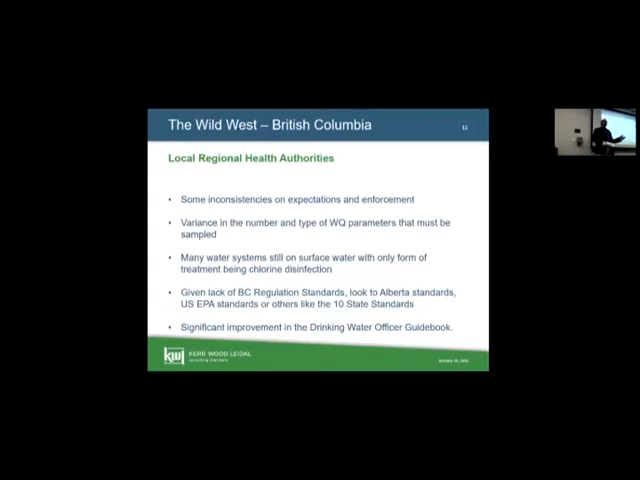 The Wild West – British Columbia
11
Local Regional Health Authorities
• Some inconsistencies on expectations and enforcement
• Variance in the number and type of WQ parameters that must be
sampled
• Many water systems still on surface water with only form of
treatment being chlorine disinfection
• Given lack of BC Regulation Standards, look to Alberta standards,
US EPA standards or others like the 10 State Standards
• Significant improvement in the Drinking Water Officer Guidebook.
KERR WOOD LEIDAL
consulting engineers